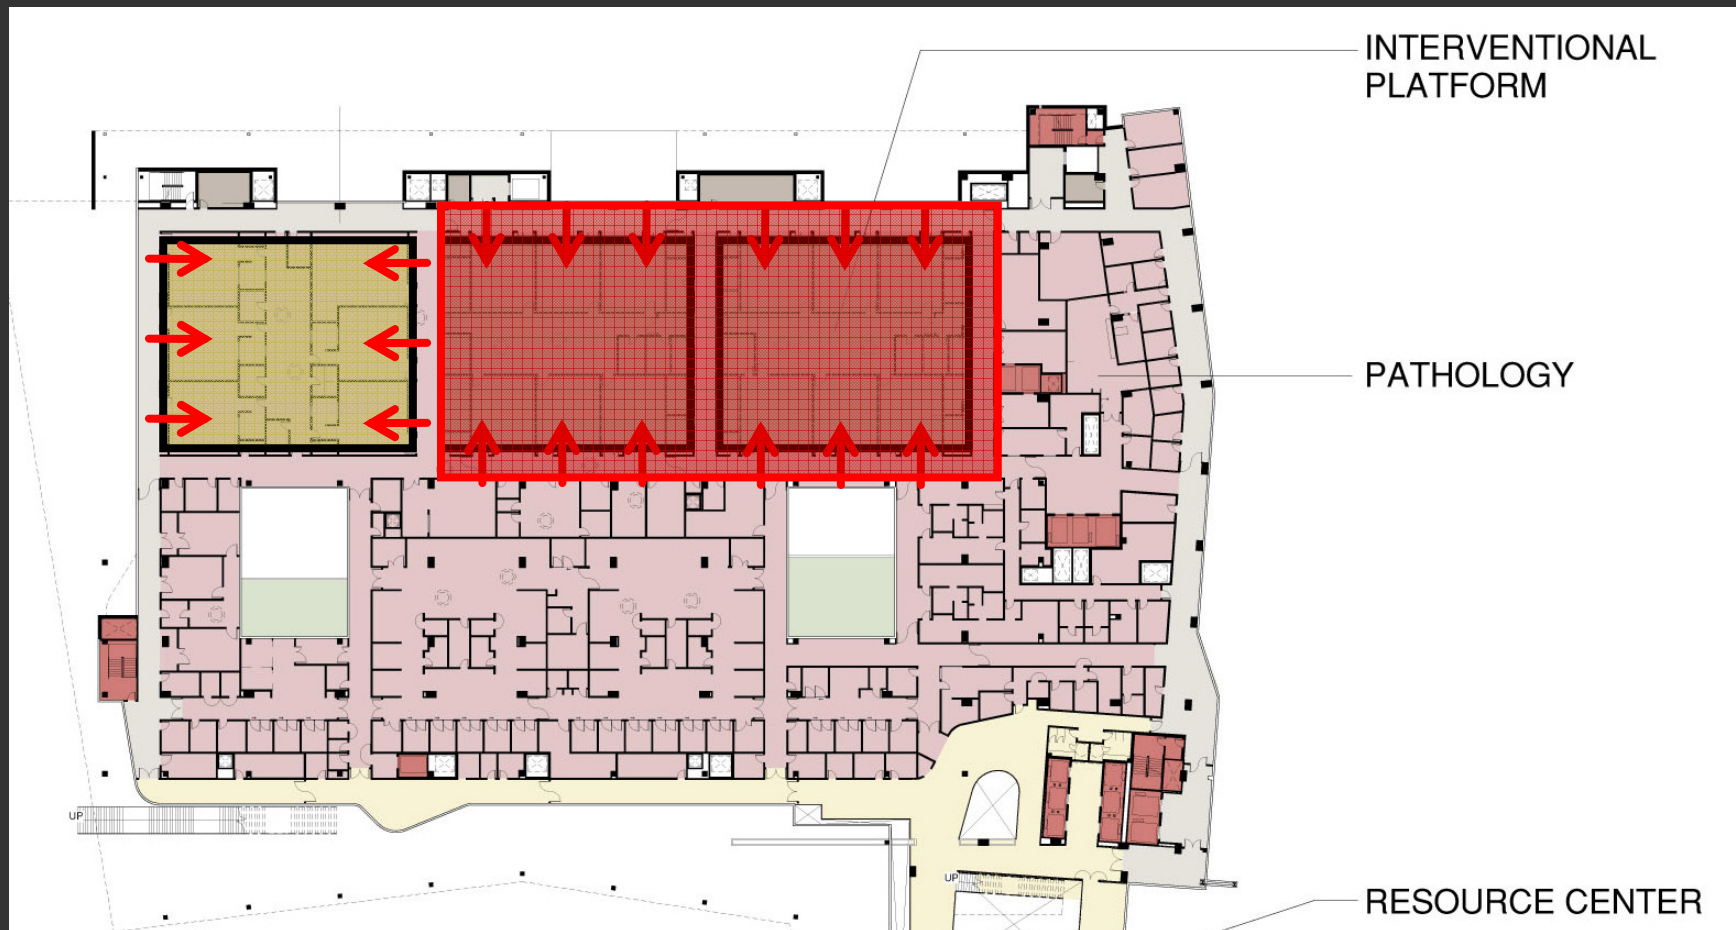 INTERVENTIONAL
PLATFORM
PATHOLOGY
UP
UP
RESOURCE CENTER